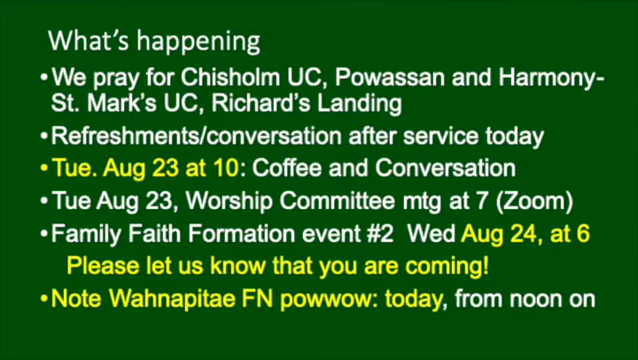 What's happening
•We pray for Chisholm UC, Powassan and Harmony-
St. Mark's UC, Richard's Landing
•Refreshments/conversation after service today
•Tue. Aug 23 at 10: Coffee and Conversation
•Tue Aug 23, Worship Committee mtg at 7 (Zoom)
•Family Faith Formation event #2 Wed Aug 24, at 6
Please let us know that you are coming!
•Note Wahnapitae FN powwow: today, from noon on